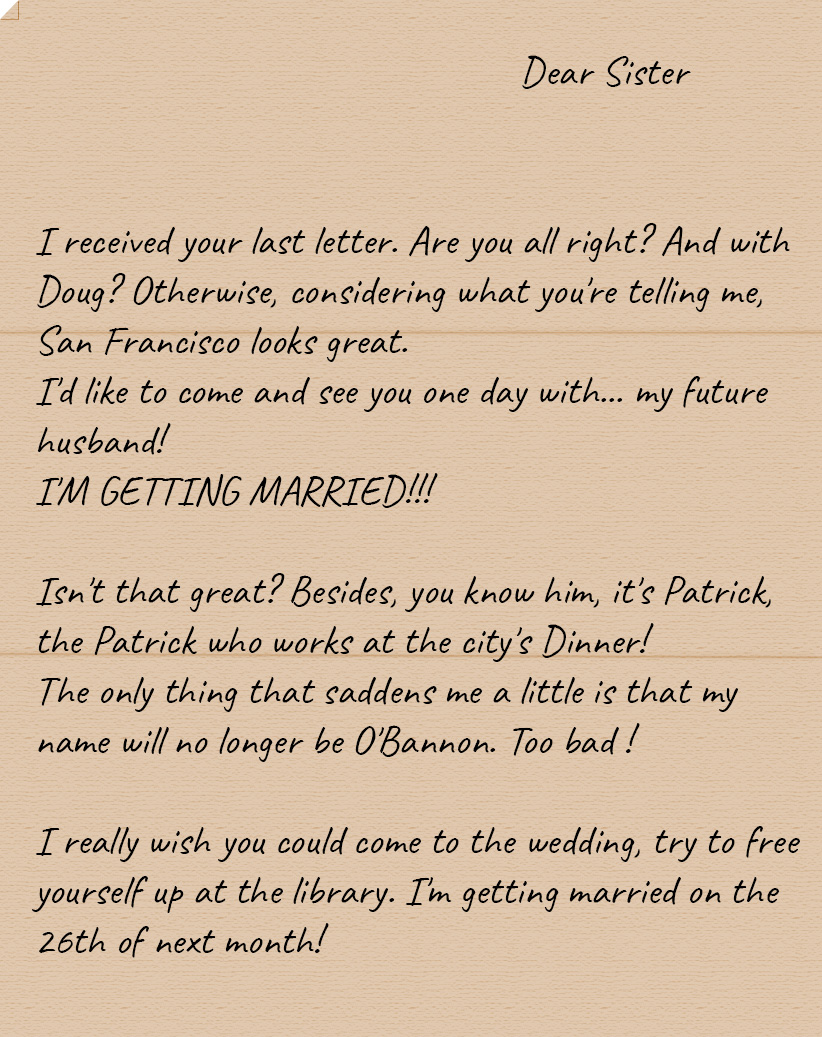 Dear Sister
I received your last letter. Are you all right? And with
Doug? Otherwise, considering what you're telling me,
San Francisco looks great.
I'd like to come and see you one day with... my future
husband!
I'M GETTING MARRIED!!!
Isn't that great? Besides, you know him, it's Patrick,
the Patrick who works at the city's Dinner!
The only thing that saddens me a little is that my
name will no longer be O'Bannon. Too bad !
I really wish you could come to the wedding, try to free
yourself up at the library. I'm getting married on the
26th of next month!